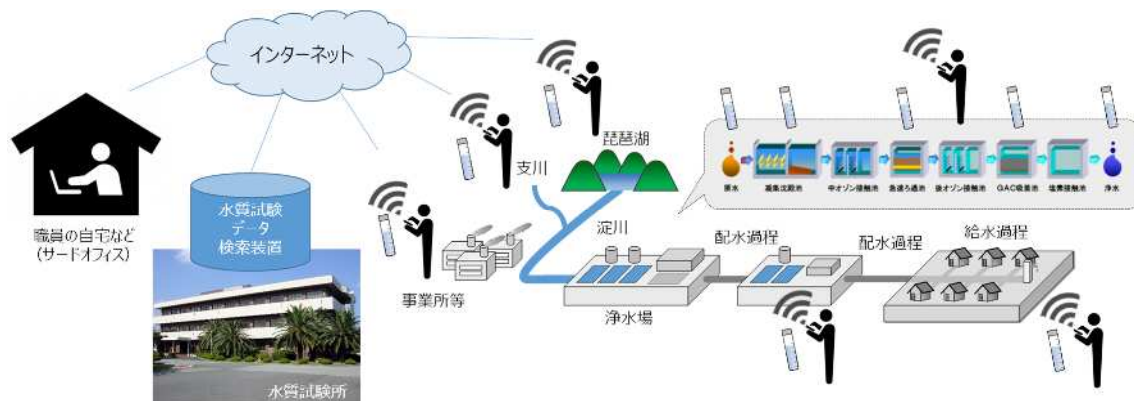 インターネット
琵琶湖
支川
原水
凝集沈殿池
中オゾン接触池
急速ろ過池
後オゾン接触池
GAC吸着池
塩素接触池
浄水
水質試験
データ
検索装置
職員の自宅など
(サードオフィス)
淀川
配水過程
配水過程
給水過程
事業所等
浄水場
水質試験所